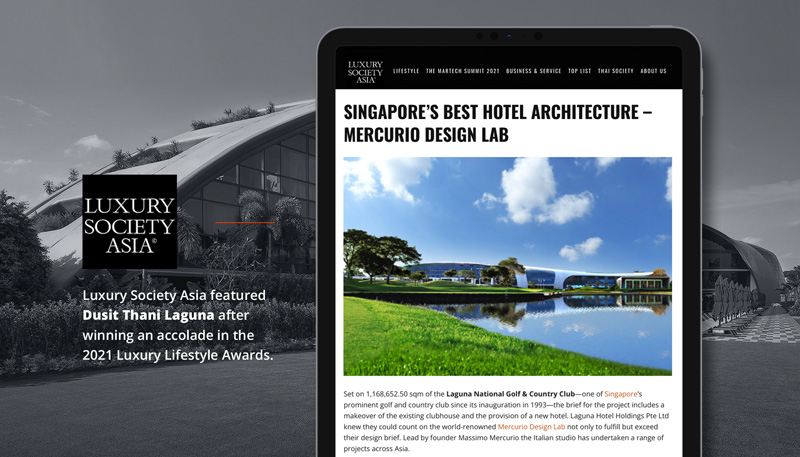 LUXURY
SOCIETY
ASIA©
Luxury Society Asia featured
Dusit Thani Laguna after
winning an accolade in the
2021 Luxury Lifestyle Awards.
LUXURY
SOCIETY
ASIA
LIFESTYLE THE MARTECH SUMMIT 2021 BUSINESS & SERVICE TOP LIST THAI SOCIETY ABOUT US
SINGAPORE’S BEST HOTEL ARCHITECTURE –
MERCURIO DESIGN LAB
Set on 1,168,652.50 sqm of the Laguna National Golf & Country Club—one of Singapore’s
prominent golf and country club since its inauguration in 1993—the brief for the project includes a
makeover of the existing clubhouse and the provision of a new hotel. Laguna Hotel Holdings Pte Ltd
knew they could count on the world-renowned Mercurio Design Lab not only to fulfill but exceed
their design brief. Lead by founder Massimo Mercurio the Italian studio has undertaken a range of
projects across Asia.